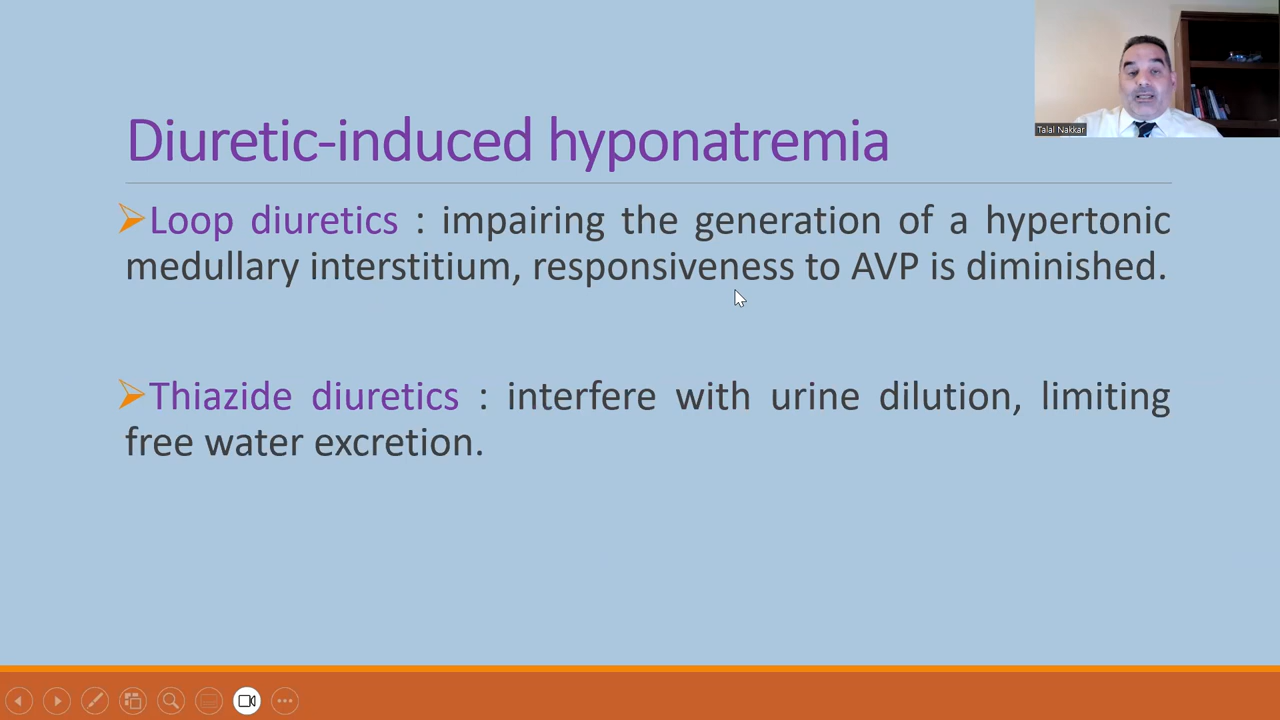 Talal Nakkar
Diuretic-induced hyponatremia
Loop diuretics : impairing the generation of a hypertonic
medullary interstitium, responsiveness to AVP is diminished.
Thiazide diuretics : interfere with urine dilution, limiting
free water excretion.